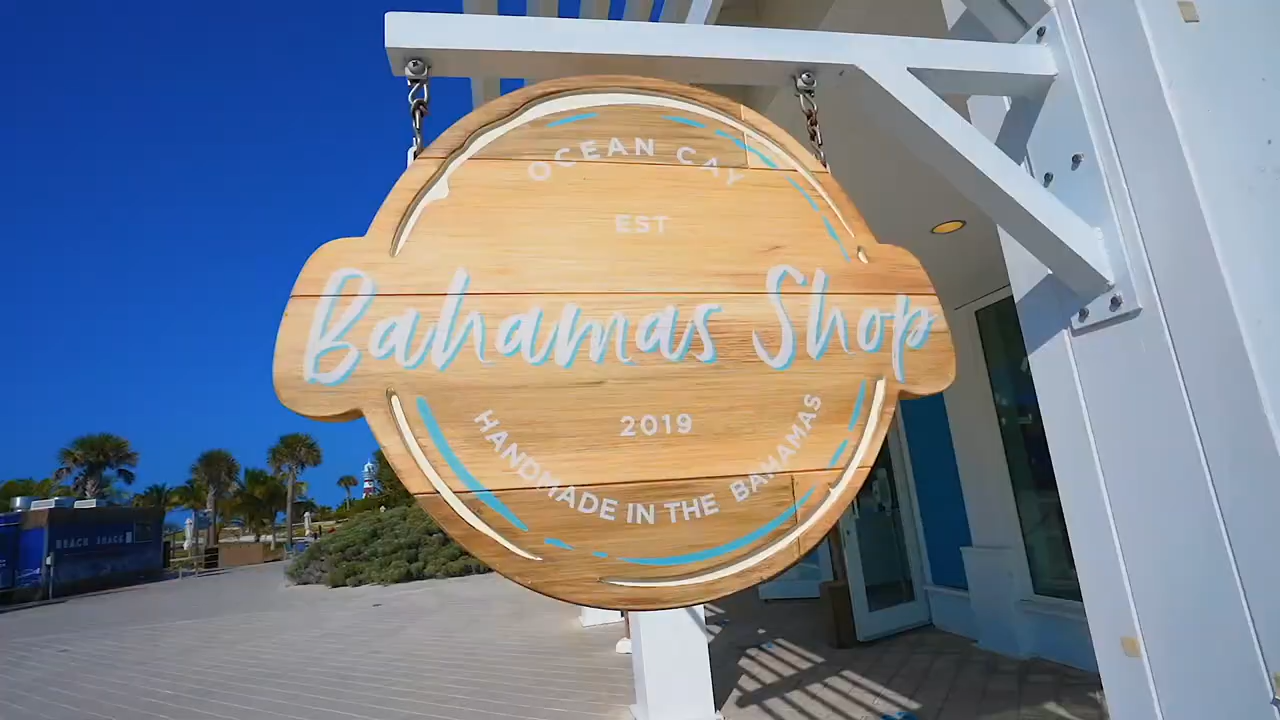 OCEAN CAY
EST
Bahamas Shop
2019
HANDMADE IN THE BAHAMAS
BEACH SHACK